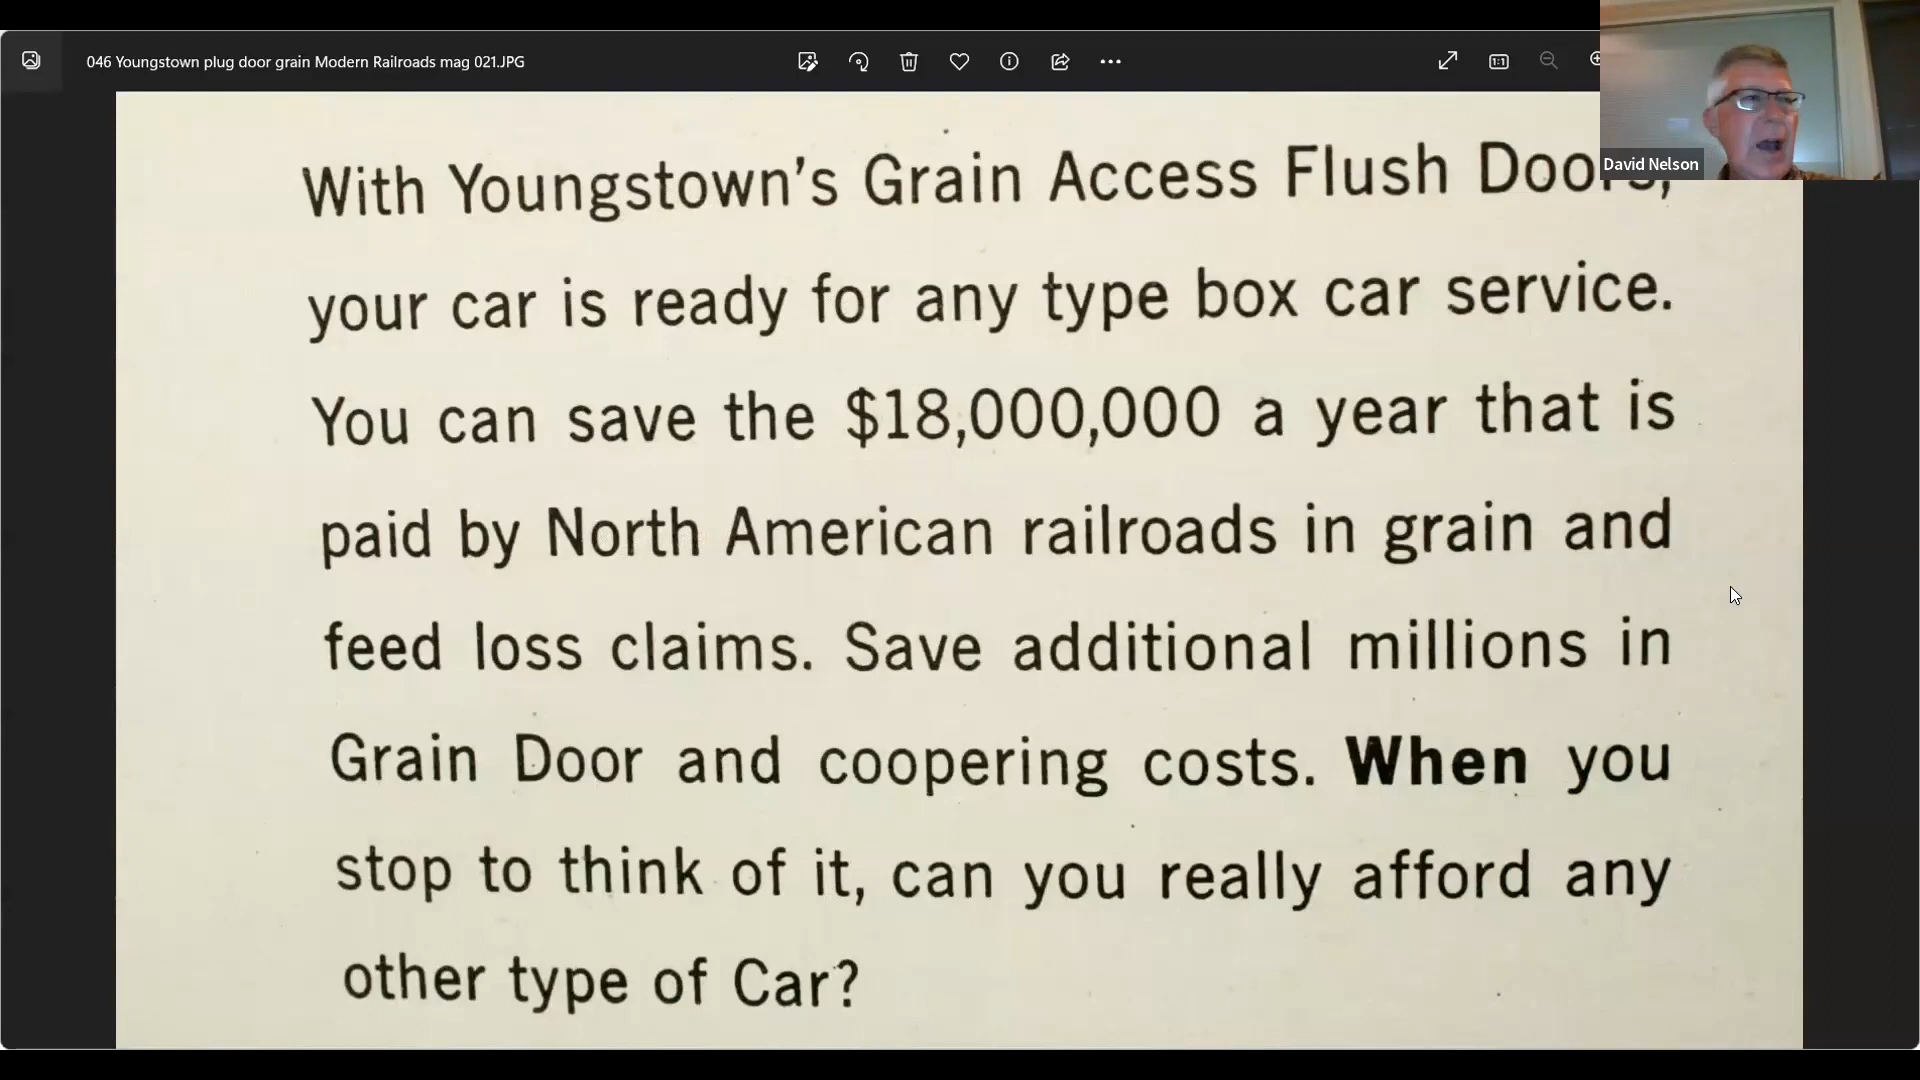 046 Youngstown plug door grain Modern Railroads mag 021.JPG
1:1
David Nelson
With Youngstown's Grain Access Flush Doors,
your car is ready for any type box car service.
You can save the $18,000,000 a year that is
paid by North American railroads in grain and
feed loss claims. Save additional millions in
Grain Door and coopering costs. When you
stop to think of it, can you really afford any
other type of Car?